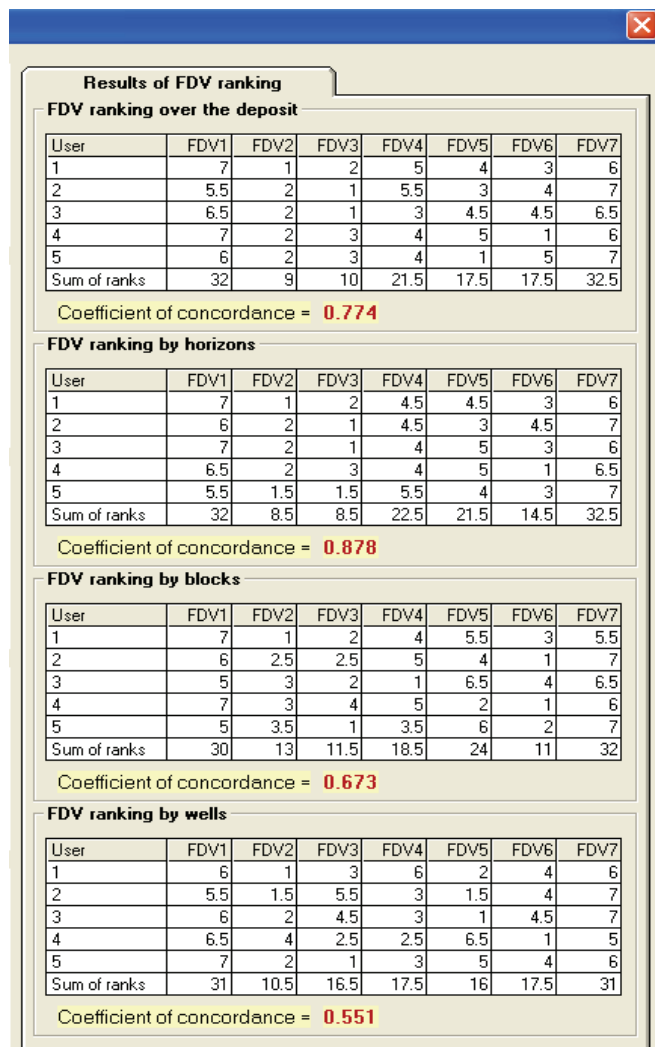 Results of FDV ranking
FDV ranking over the deposit
User FDV1 FDV2 FDV3 FDV4 FDV5 FDV6 FDV7
1 7 1 2 5 4 3 6
2 5.5 2 1 5.5 3 4 7
3 6.5 2 1 3 4.5 4.5 6.5
4 7 2 3 4 5 1 6
5 6 2 3 4 1 5 7
Sum of ranks 32 9 10 21.5 17.5 17.5 32.5
Coefficient of concordance = 0.774
FDV ranking by horizons
User FDV1 FDV2 FDV3 FDV4 FDV5 FDV6 FDV7
1 7 1 2 4.5 4.5 3 6
2 6 2 1 4.5 3 4.5 7
3 7 2 1 4 5 3 6
4 6.5 2 3 4 5 1 6.5
5 5.5 1.5 1.5 5.5 4 3 7
Sum of ranks 32 8.5 8.5 22.5 21.5 14.5 32.5
Coefficient of concordance = 0.878
FDV ranking by blocks
User FDV1 FDV2 FDV3 FDV4 FDV5 FDV6 FDV7
1 7 1 2 4 5.5 3 5.5
2 6 2.5 2.5 5 4 1 7
3 5 3 2 1 6.5 4 6.5
4 7 3 4 5 2 1 6
5 5 3.5 1 3.5 6 2 7
Sum of ranks 30 13 11.5 18.5 24 11 32
Coefficient of concordance = 0.673
FDV ranking by wells
User FDV1 FDV2 FDV3 FDV4 FDV5 FDV6 FDV7
1 6 1 3 6 2 4 6
2 5.5 1.5 5.5 3 1.5 4 7
3 6 2 4.5 3 1 4.5 7
4 6.5 4 2.5 2.5 6.5 1 5
5 7 2 1 3 5 4 6
Sum of ranks 31 10.5 16.5 17.5 16 17.5 31
Coefficient of concordance = 0.551